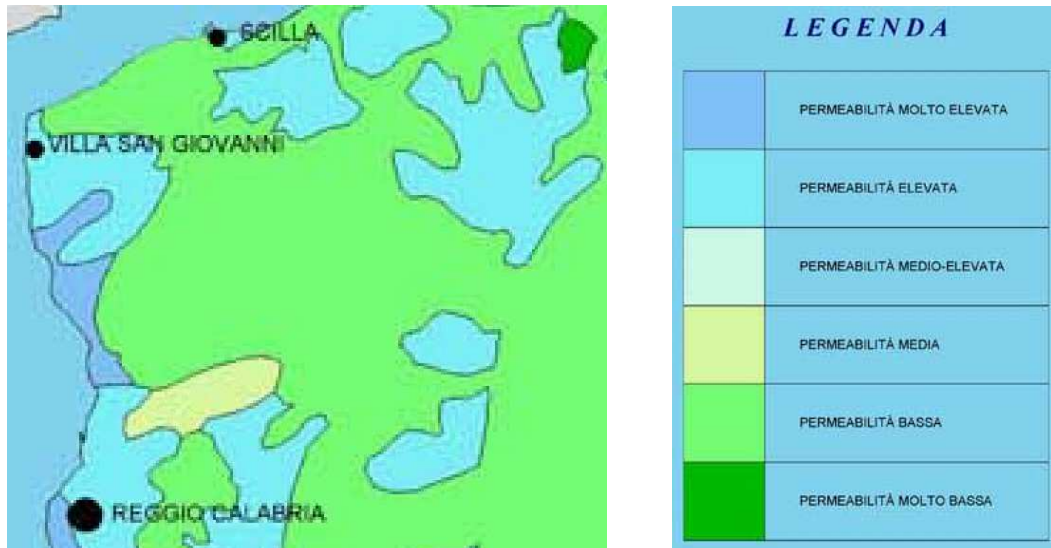 SCILLA
VILLA SAN GIOVANNI
REGGIO CALABRIA
LEGENDA
PERMEABILITÀ MOLTO ELEVATA
PERMEABILITÀ ELEVATA
PERMEABILITÀ MEDIO-ELEVATA
PERMEABILITÀ MEDIA
PERMEABILITÀ BASSA
PERMEABILITÀ MOLTO BASSA